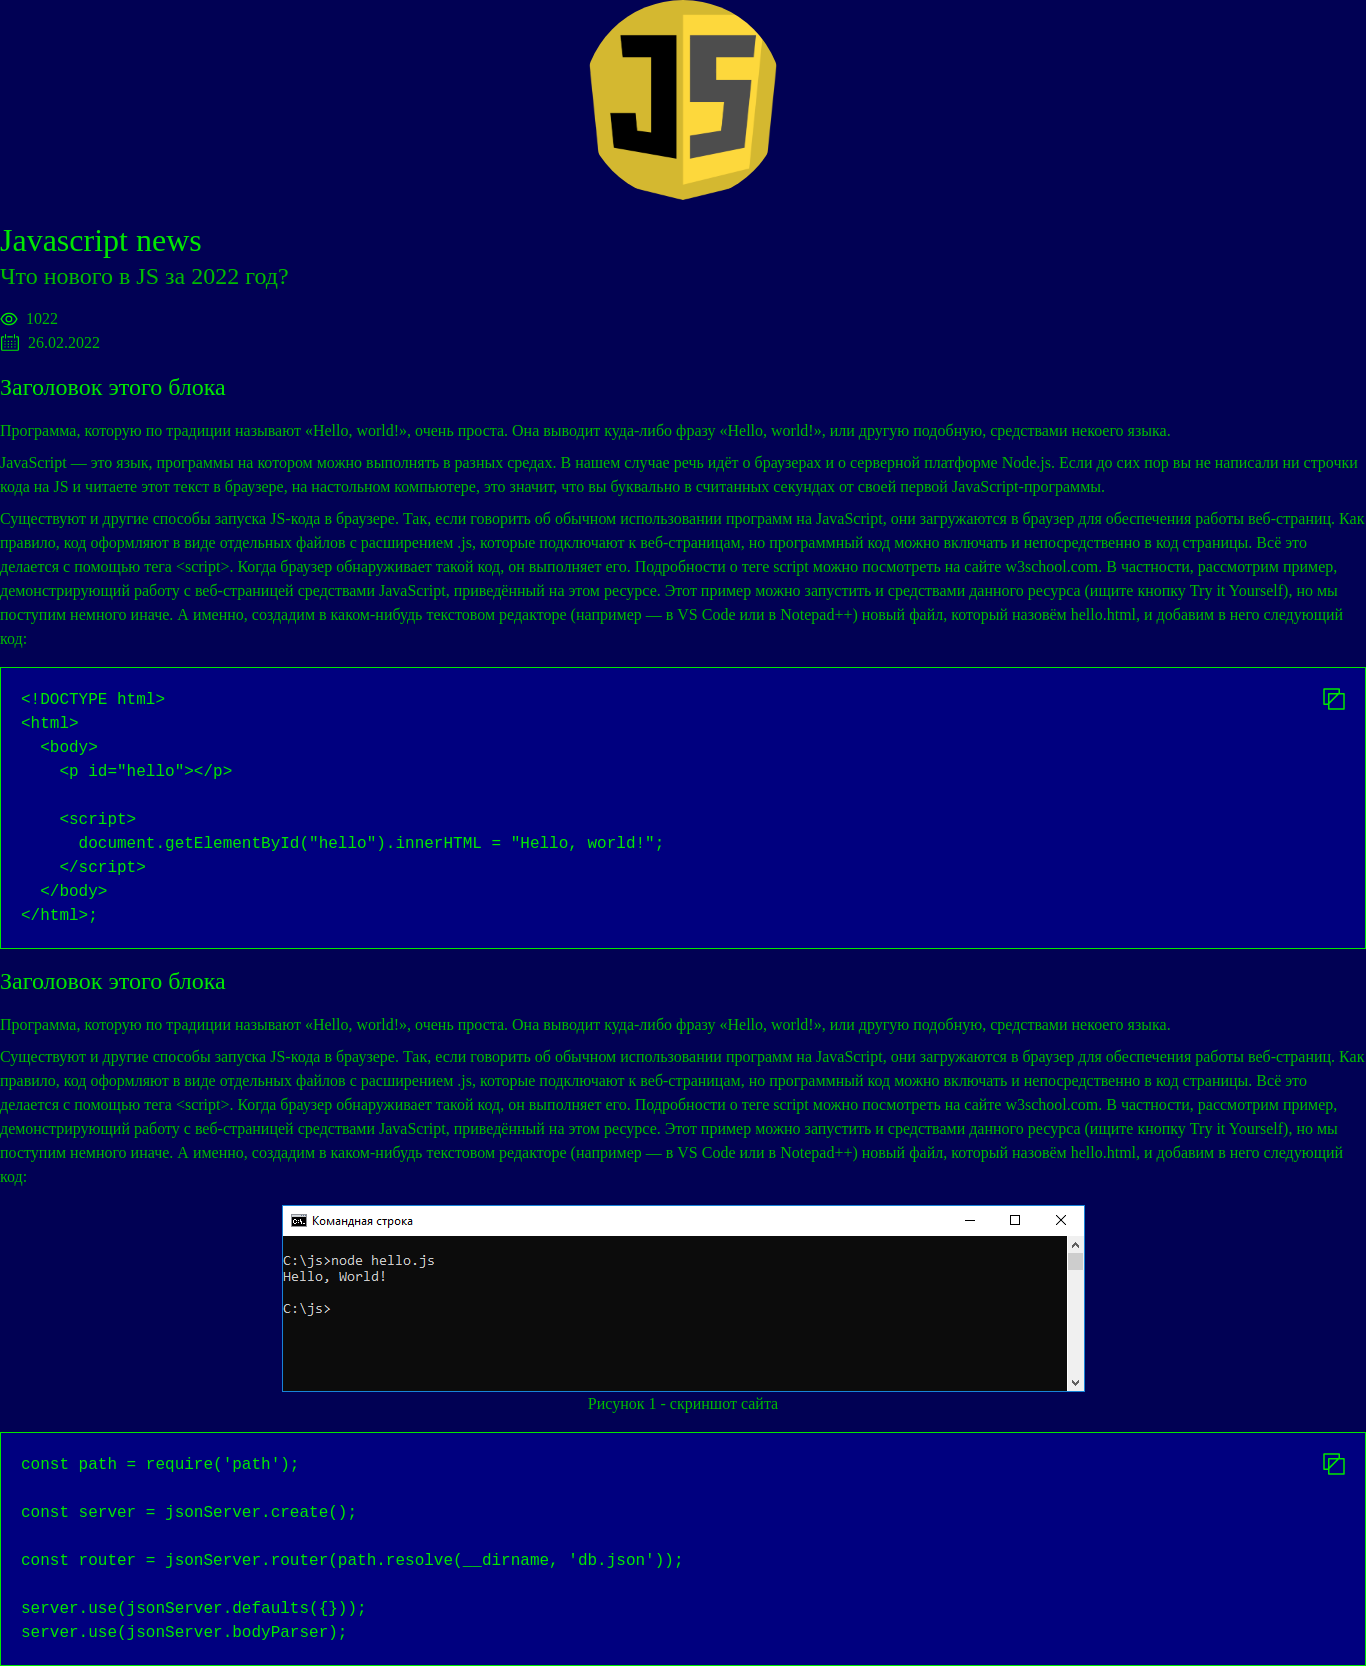 JS
Javascript news
Что нового в JS за 2022 год?
1022
26.02.2022
Заголовок этого блока
Программа, которую по традиции называют «Hello, world!», очень проста. Она выводит куда-либо фразу «Hello, world!», или другую подобную, средствами некоего языка.
JavaScript — это язык, программы на котором можно выполнять в разных средах. В нашем случае речь идёт о браузерах и о серверной платформе Node.js. Если до сих пор вы не написали ни строчки
кода на JS и читаете этот текст в браузере, на настольном компьютере, это значит, что вы буквально в считанных секундах от своей первой JavaScript-программы.
Существуют и другие способы запуска JS-кода в браузере. Так, если говорить об обычном использовании программ на JavaScript, они загружаются в браузер для обеспечения работы веб-страниц. Как
правило, код оформляют в виде отдельных файлов с расширением .js, которые подключают к веб-страницам, но программный код можно включать и непосредственно в код страницы. Всё это
делается с помощью тега <script>. Когда браузер обнаруживает такой код, он выполняет его. Подробности о теге script можно посмотреть на сайте w3school.com. В частности, рассмотрим пример,
демонстрирующий работу с веб-страницей средствами JavaScript, приведённый на этом ресурсе. Этот пример можно запустить и средствами данного ресурса (ищите кнопку Try it Yourself), но мы
поступим немного иначе. А именно, создадим в каком-нибудь текстовом редакторе (например — в VS Code или в Notepad++) новый файл, который назовём hello.html, и добавим в него следующий
код:
<!DOCTYPE html>
<html>
  <body>
    <p id="hello"></p>

    <script>
      document.getElementById("hello").innerHTML = "Hello, world!";
    </script>
  </body>
</html>;
Заголовок этого блока
Программа, которую по традиции называют «Hello, world!», очень проста. Она выводит куда-либо фразу «Hello, world!», или другую подобную, средствами некоего языка.
Существуют и другие способы запуска JS-кода в браузере. Так, если говорить об обычном использовании программ на JavaScript, они загружаются в браузер для обеспечения работы веб-страниц. Как
правило, код оформляют в виде отдельных файлов с расширением .js, которые подключают к веб-страницам, но программный код можно включать и непосредственно в код страницы. Всё это
делается с помощью тега <script>. Когда браузер обнаруживает такой код, он выполняет его. Подробности о теге script можно посмотреть на сайте w3school.com. В частности, рассмотрим пример,
демонстрирующий работу с веб-страницей средствами JavaScript, приведённый на этом ресурсе. Этот пример можно запустить и средствами данного ресурса (ищите кнопку Try it Yourself), но мы
поступим немного иначе. А именно, создадим в каком-нибудь текстовом редакторе (например — в VS Code или в Notepad++) новый файл, который назовём hello.html, и добавим в него следующий
код:
Командная строка
C:\js>node hello.js
Hello, World!
C:\js>
Рисунок 1 - скриншот сайта
const path = require('path');

const server = jsonServer.create();

const router = jsonServer.router(path.resolve(__dirname, 'db.json'));

server.use(jsonServer.defaults({}));
server.use(jsonServer.bodyParser);